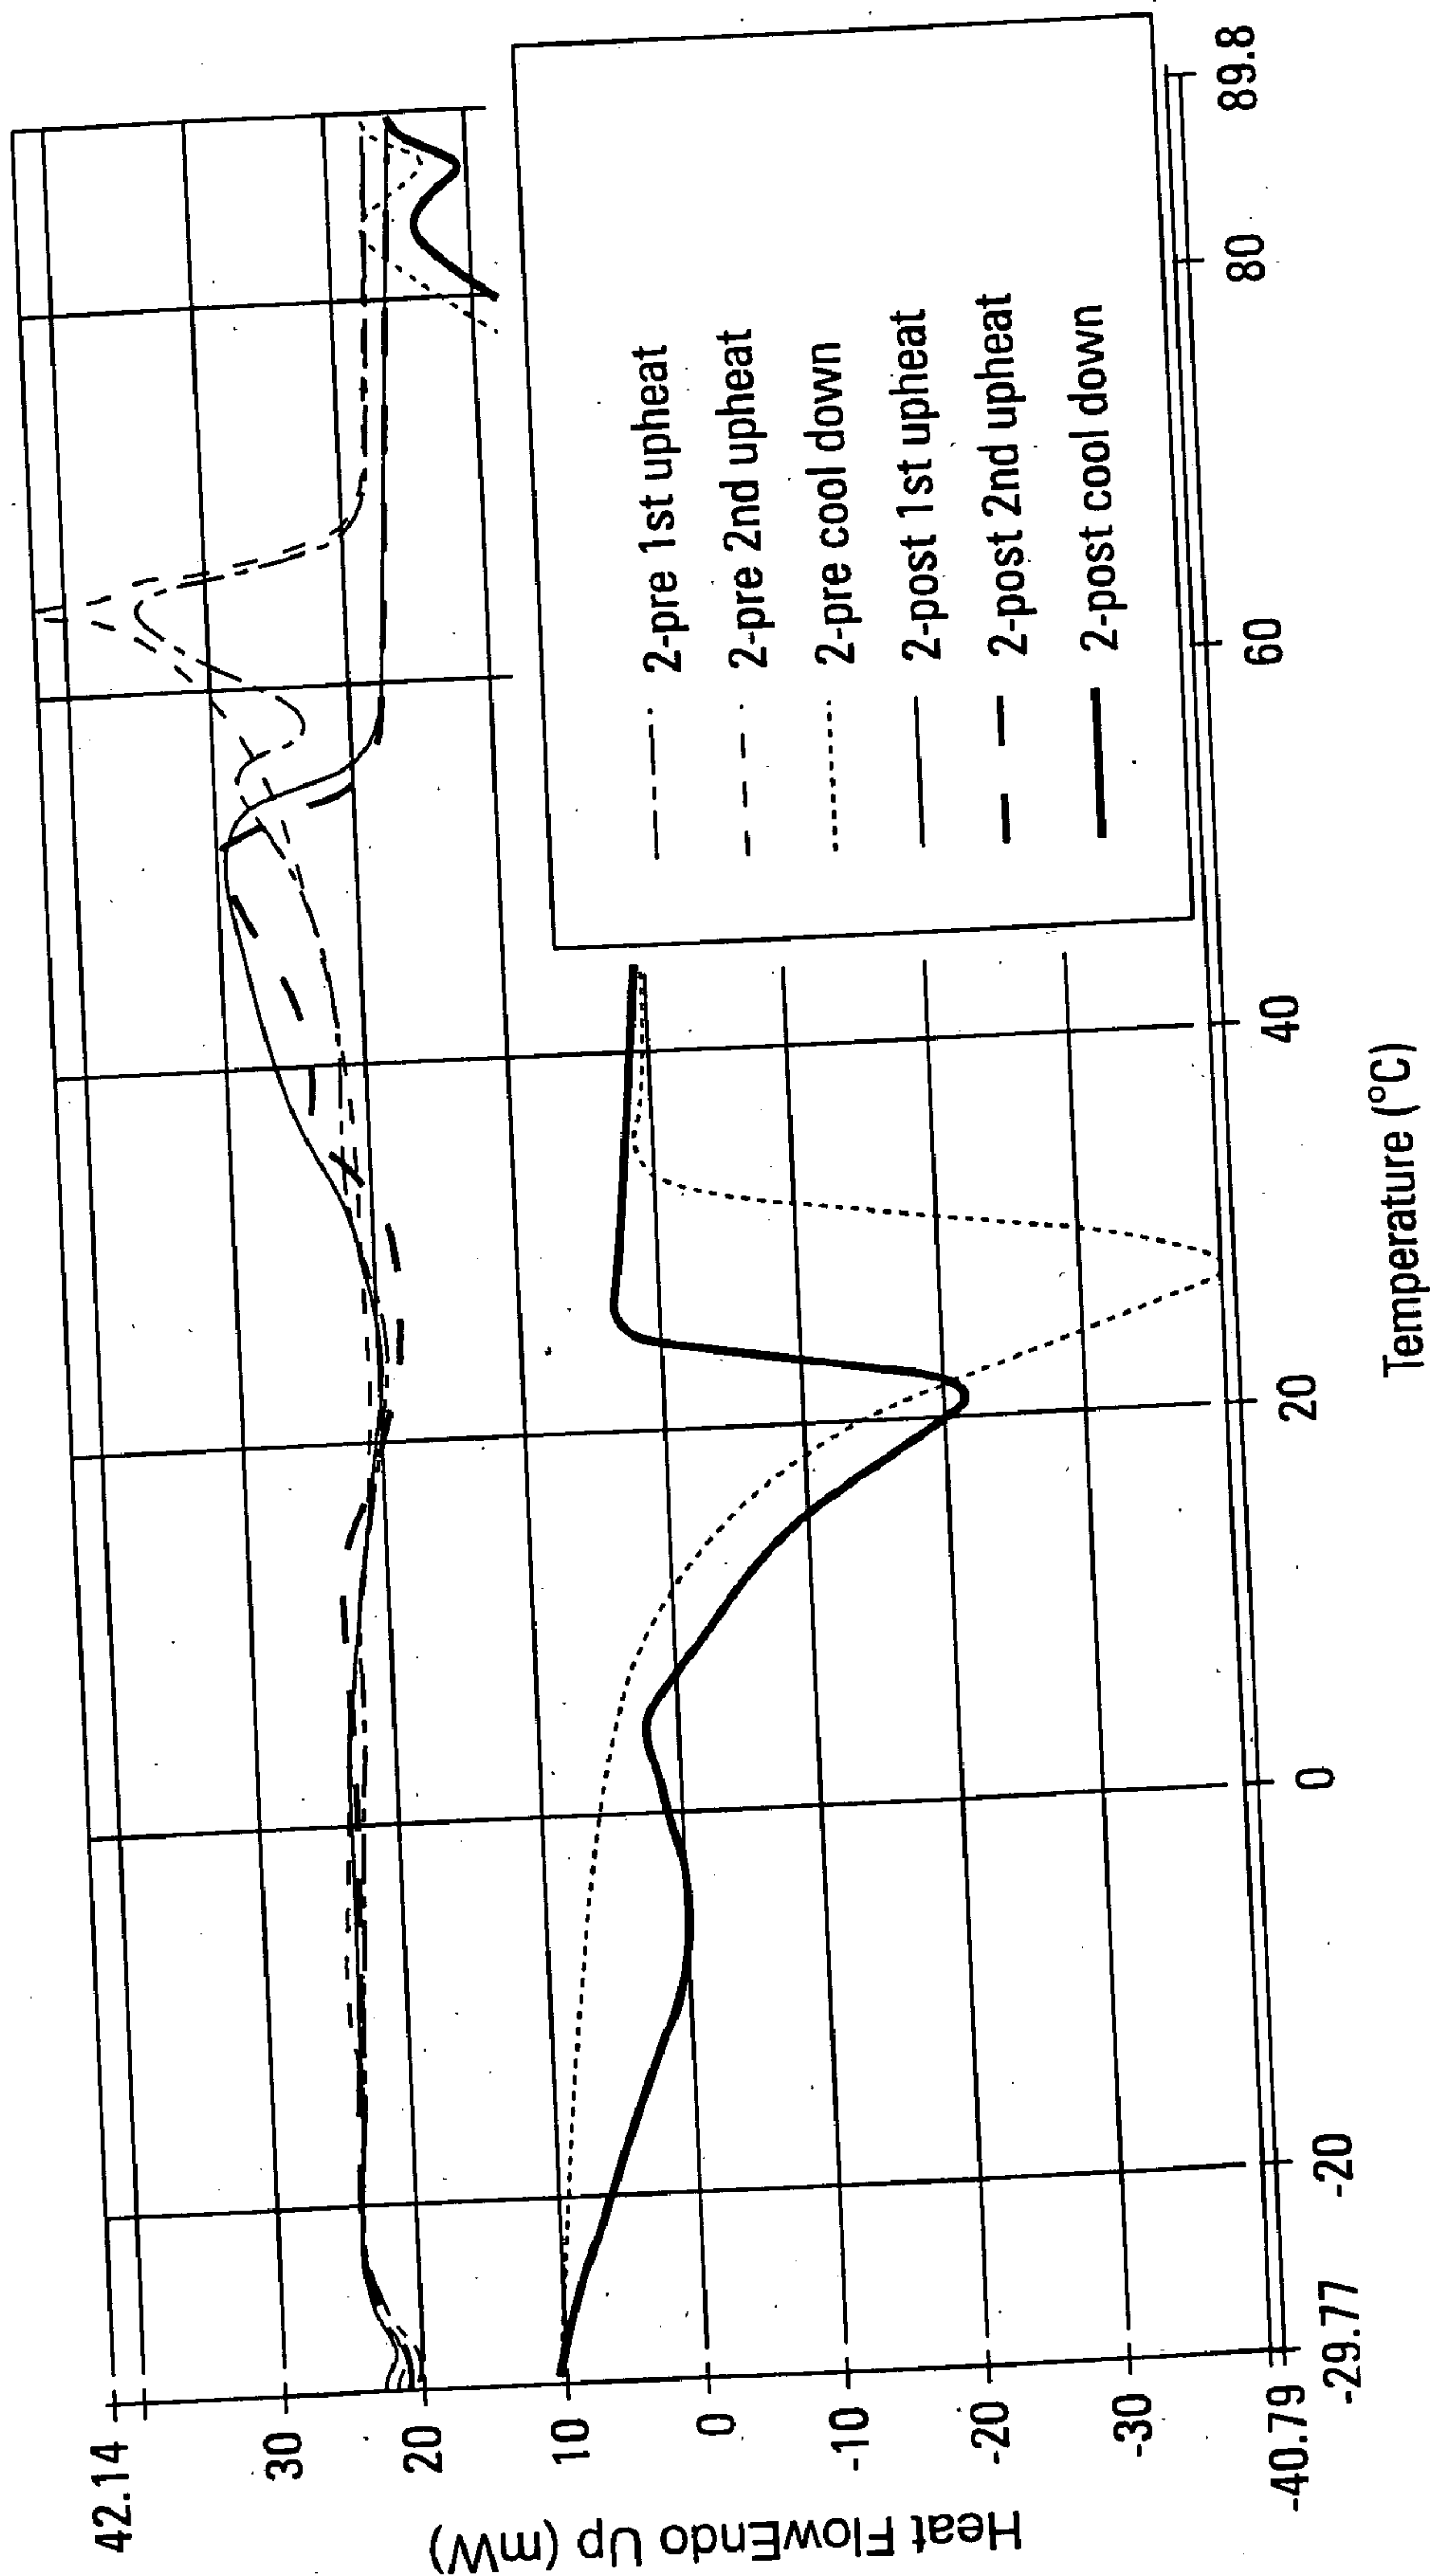 42.14
30
20
10
0
-10
-20
-30
-40.79
Heat FlowEndo Up (mW)
-29.77
-20
0
20
40
60
80
89.8
Temperature (°C)
2-pre 1st upheat
2-pre 2nd upheat
2-pre cool down
2-post 1st upheat
2-post 2nd upheat
2-post cool down